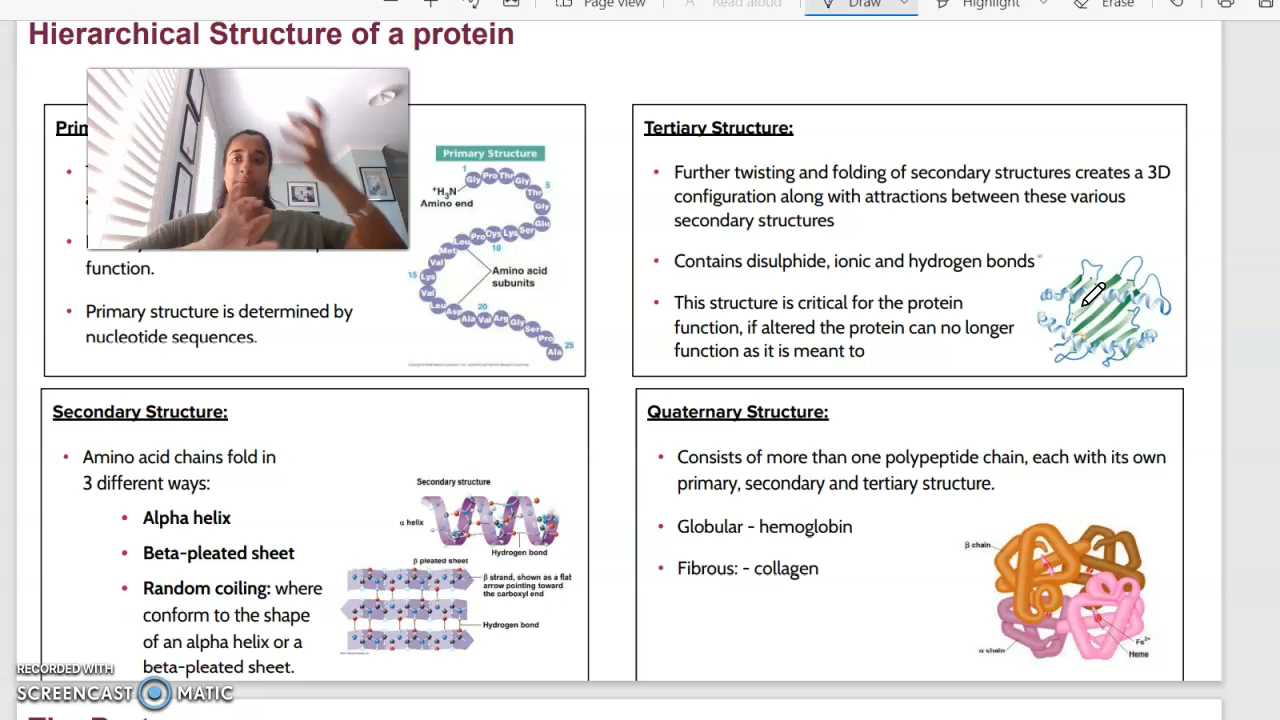 Page view
Read aloud
Draw
Highlight
Erase
Hierarchical Structure of a protein
function.
Primary structure is determined by
nucleotide sequences.
Primary Structure
1
Gly Pro Thr Gly
5
Thr
Gly
Glu
Ser
Lys
Cys
Pro
10
Leu
Met
Val
15
Lys
Val
Leu
Asp
Ala
20
Val
Arg
Gly
Ser
Pro
Ala
25
+H3N
Amino end
Amino acid
subunits
Tertiary Structure:
Further twisting and folding of secondary structures creates a 3D
configuration along with attractions between these various
secondary structures
Contains disulphide, ionic and hydrogen bonds
This structure is critical for the protein
function, if altered the protein can no longer
function as it is meant to
Secondary Structure:
Amino acid chains fold in
3 different ways:
Alpha helix
Beta-pleated sheet
Random coiling: where
conform to the shape
of an alpha helix or a
beta-pleated sheet.
Secondary structure
α helix
Hydrogen bond
β pleated sheet
β strand, shown as a flat
arrow pointing toward
the carboxyl end
Hydrogen bond
Quaternary Structure:
Consists of more than one polypeptide chain, each with its own
primary, secondary and tertiary structure.
Globular - hemoglobin
Fibrous: - collagen
β chain
α chain
Fe2+
Heme
RECORDED WITH
SCREENCAST MATIC